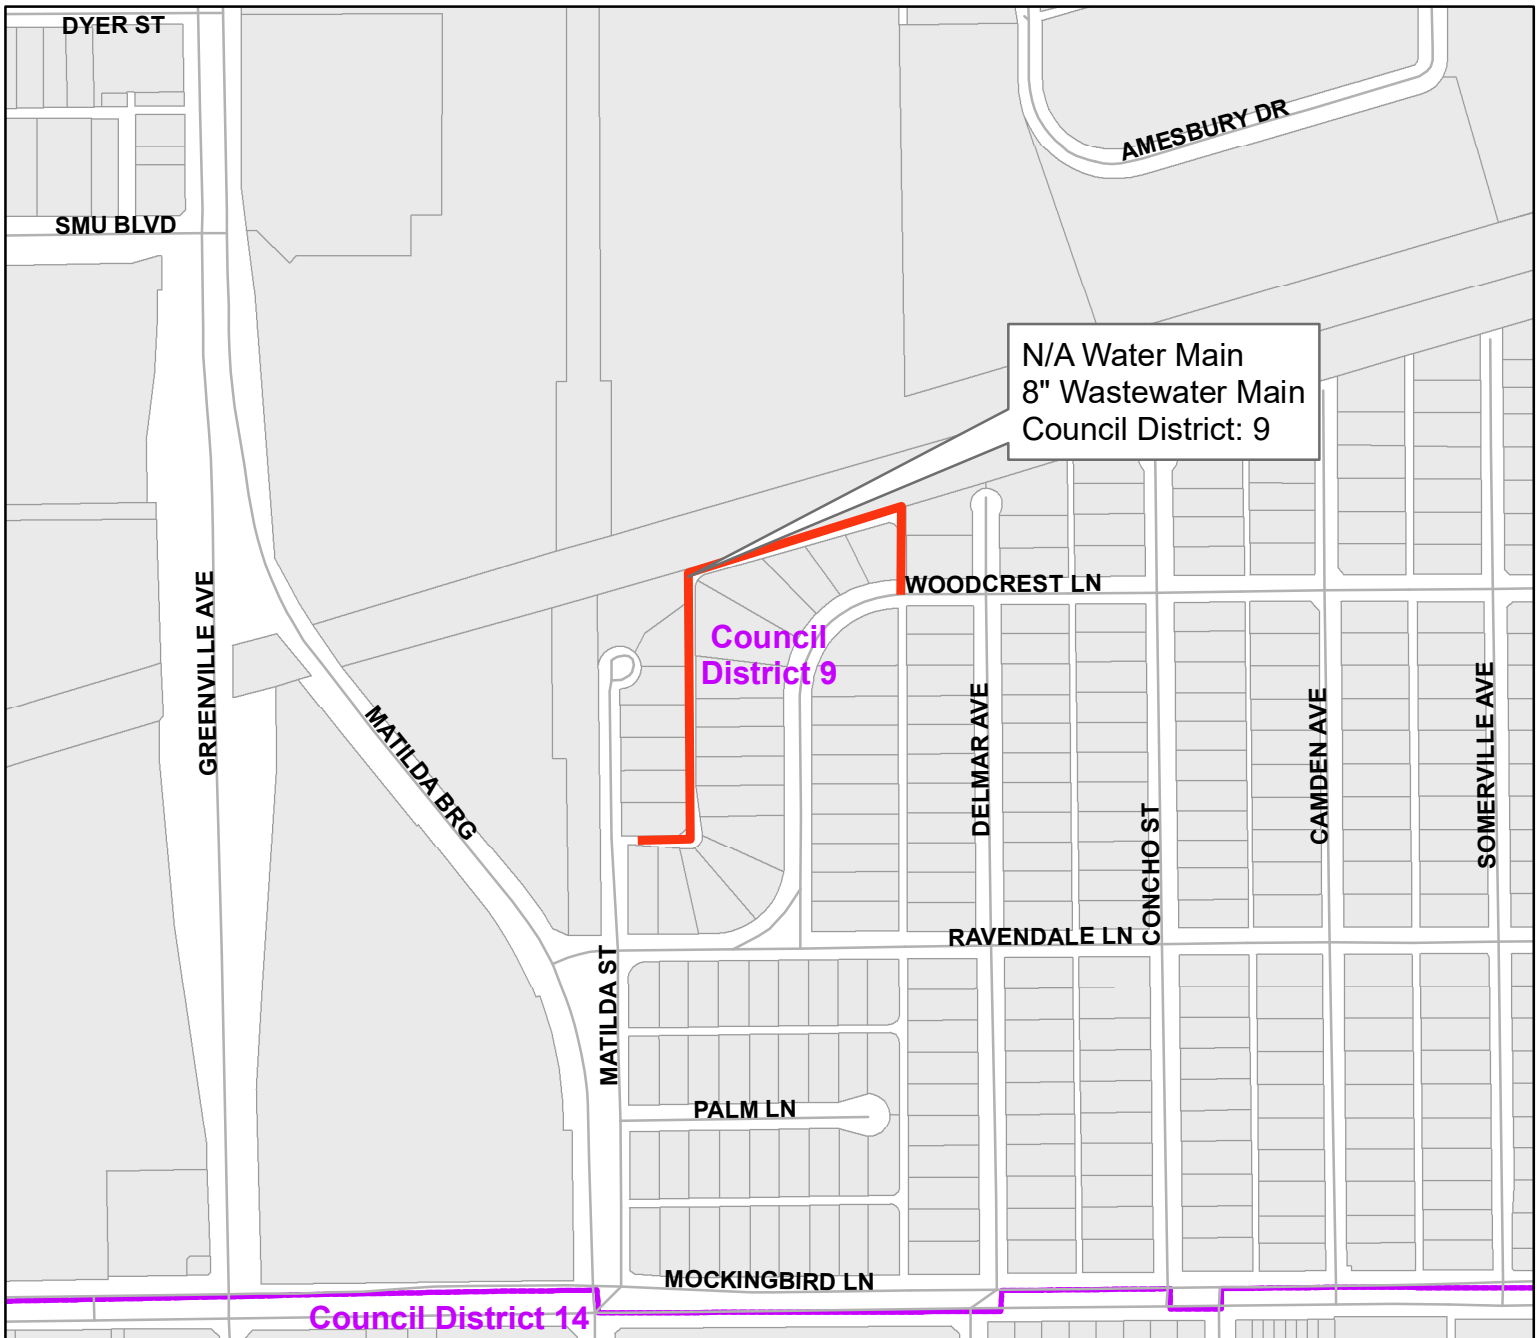 DYER ST
AMESBURY DR
SMU BLVD
N/A Water Main
8" Wastewater Main
Council District: 9
GREENVILLE AVE
WOODCREST LN
Council
District 9
MATILDA BRG
DELMAR AVE
CONCHO ST
CAMDEN AVE
SOMERVILLE AVE
RAVENDALE LN
MATILDA ST
PALM LN
MOCKINGBIRD LN
Council District 14